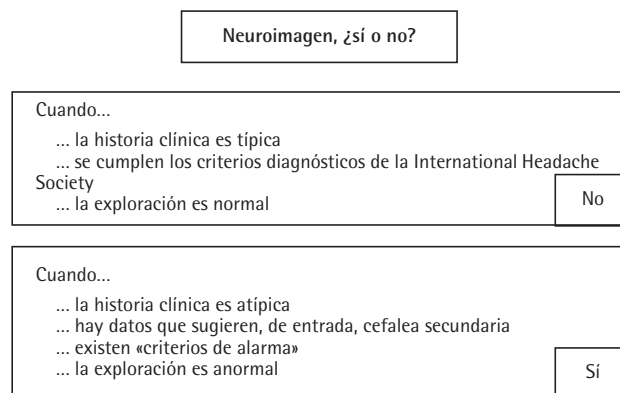 Neuroimagen, ¿sí o no?
Cuando...
... la historia clínica es típica
... se cumplen los criterios diagnósticos de la International Headache
Society
... la exploración es normal
No
Cuando...
... la historia clínica es atípica
... hay datos que sugieren, de entrada, cefalea secundaria
... existen «criterios de alarma»
... la exploración es anormal
Sí